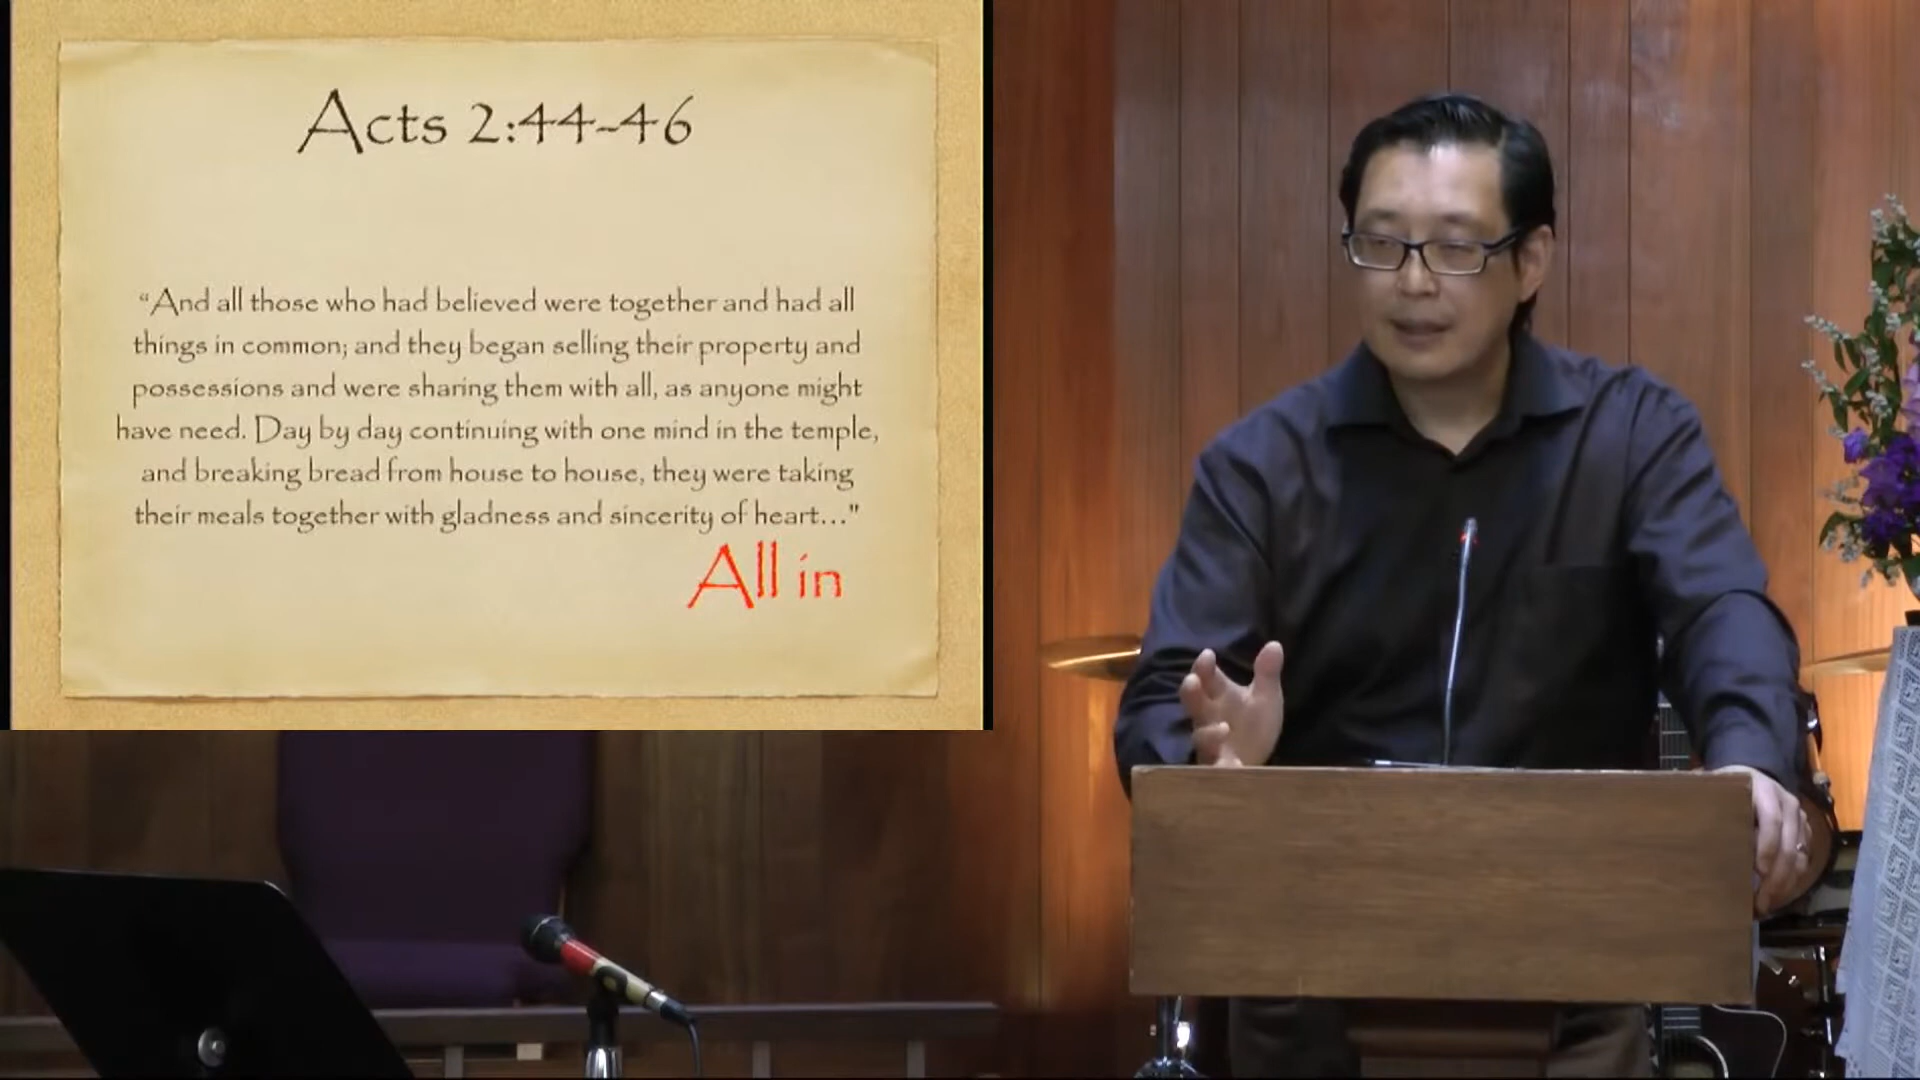 Acts 2:44-46
“And all those who had believed were together and had all
things in common; and they began selling their property and
possessions and were sharing them with all, as anyone might
have need. Day by day continuing with one mind in the temple,
and breaking bread from house to house, they were taking
their meals together with gladness and sincerity of heart..."
All in